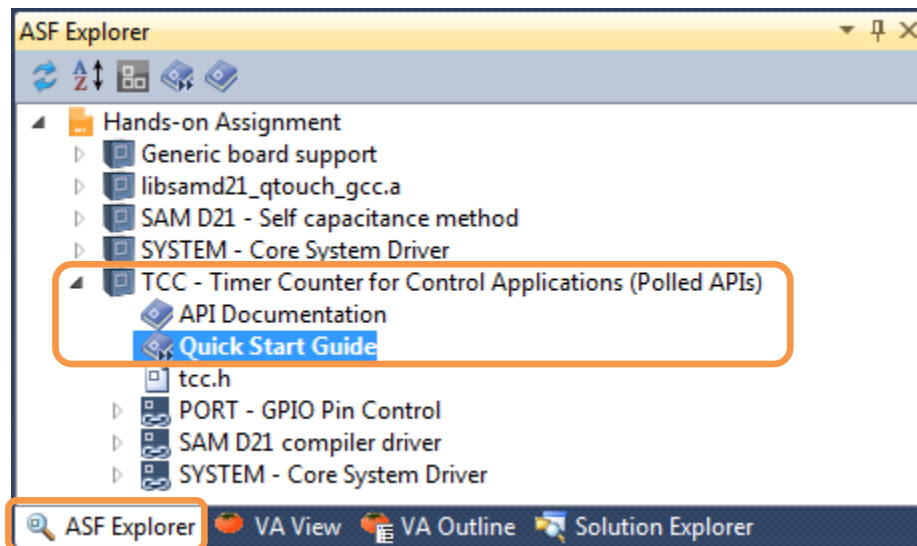 ASF Explorer
Hands-on Assignment
Generic board support
libsamd21_qtouch_gcc.a
SAM D21 - Self capacitance method
SYSTEM - Core System Driver
TCC - Timer Counter for Control Applications (Polled APIs)
API Documentation
Quick Start Guide
tcc.h
PORT - GPIO Pin Control
SAM D21 compiler driver
SYSTEM - Core System Driver
ASF Explorer VA View VA Outline Solution Explorer